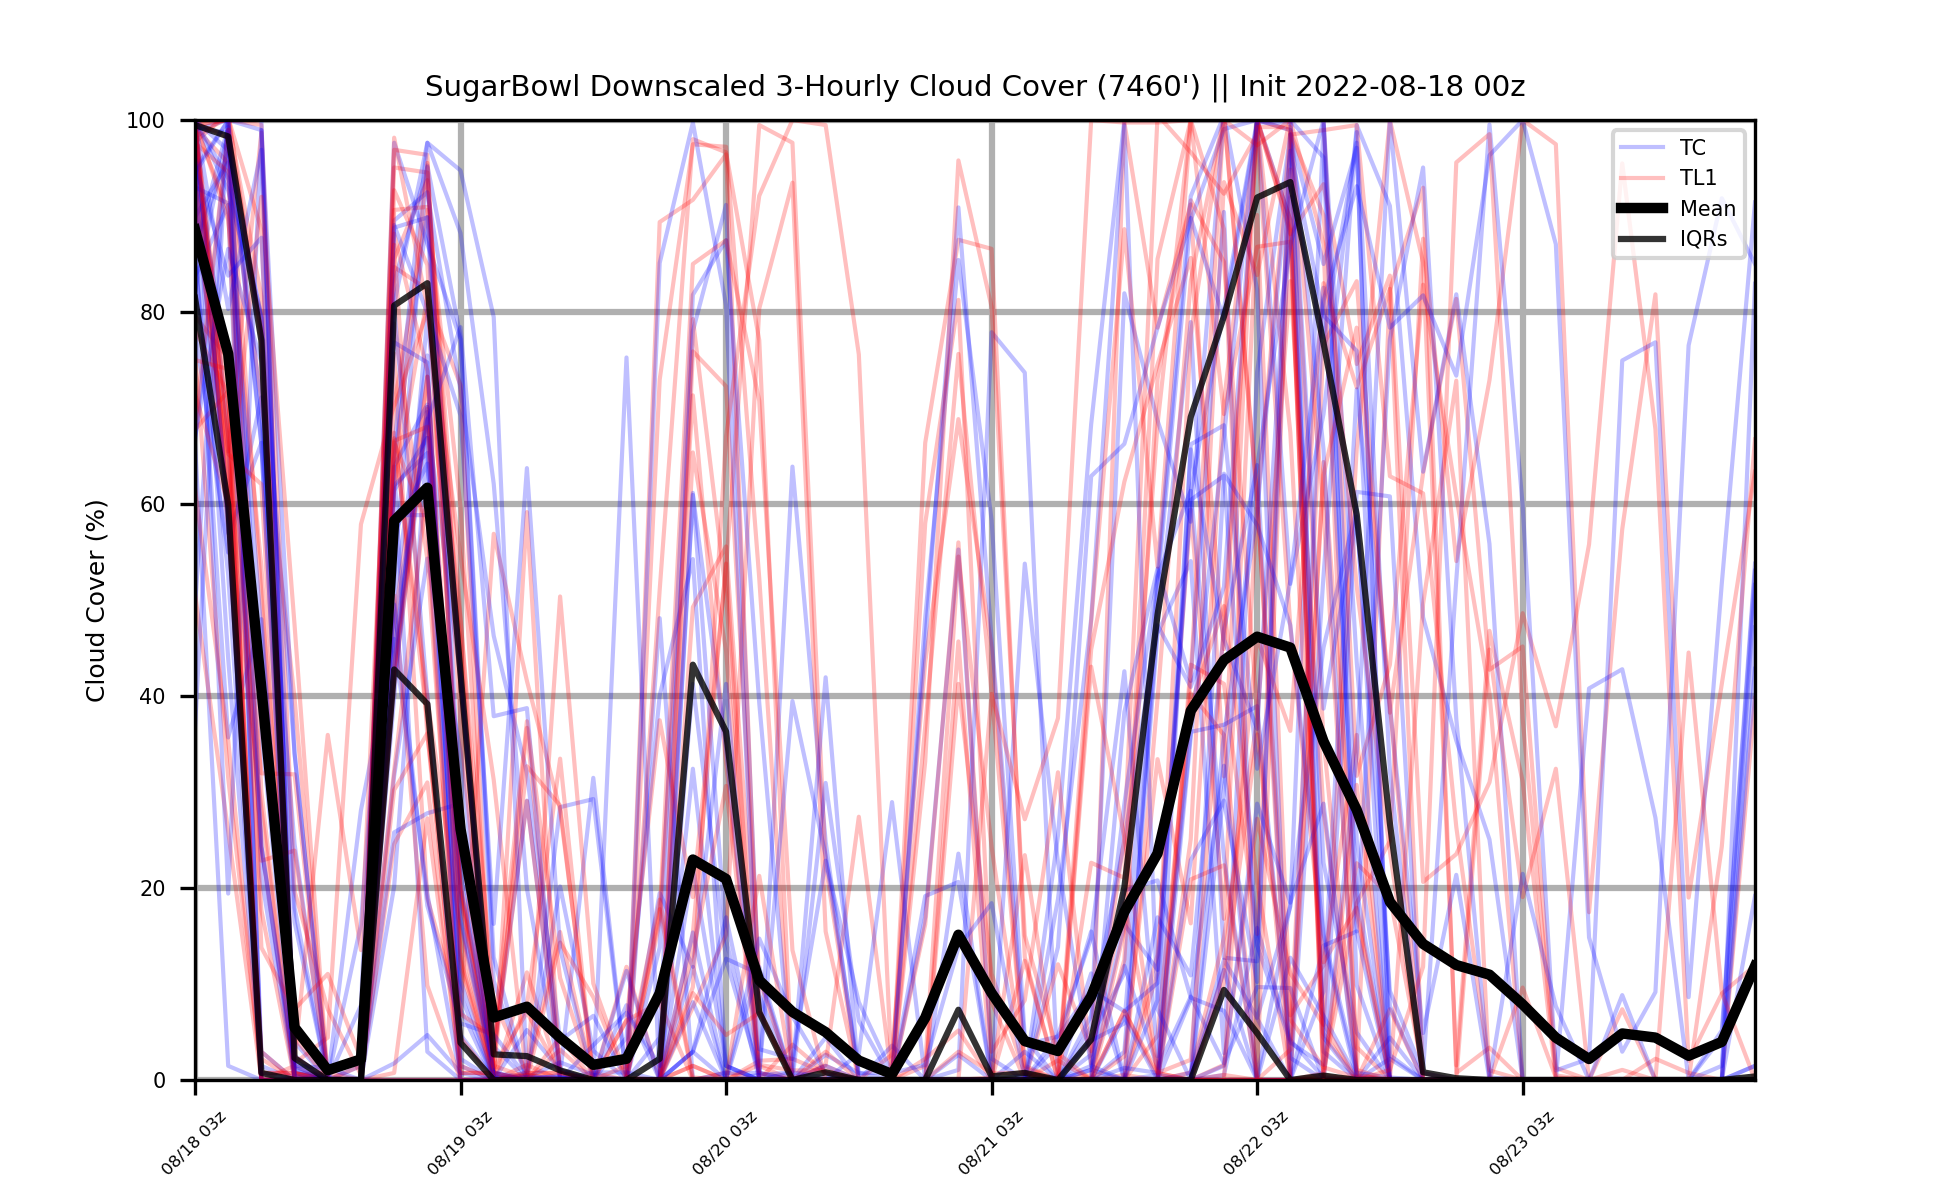 SugarBowl Downscaled 3-Hourly Cloud Cover (7460') || Init 2022-08-18 00z
Cloud Cover (%)
100
80
60
40
20
0
TC
TL1
Mean
IQRs
08/18 03z
08/19 03z
08/20 03z
08/21 03z
08/22 03z
08/23 03z